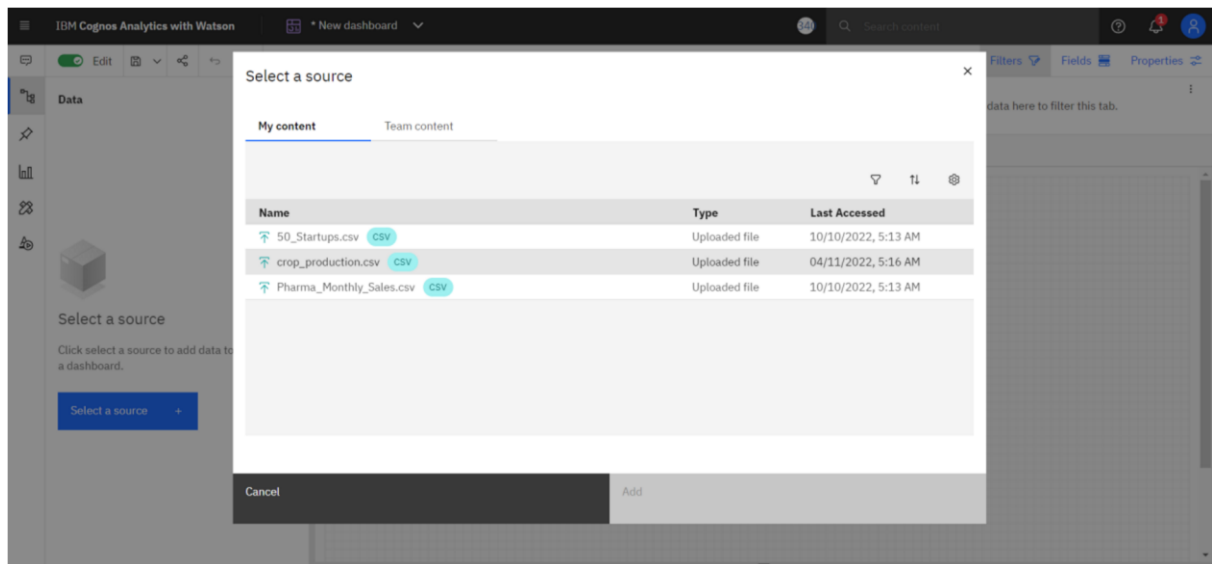 IBM Cognos Analytics with Watson
* New dashboard
Search content
Edit
Filters
Fields
Properties
Data
data here to filter this tab.
Select a source
My content
Team content
Name Type Last Accessed
50_Startups.csv CSV Uploaded file 10/10/2022, 5:13 AM
crop_production.csv CSV Uploaded file 04/11/2022, 5:16 AM
Pharma_Monthly_Sales.csv CSV Uploaded file 10/10/2022, 5:13 AM
Select a source
Click select a source to add data to
a dashboard.
Select a source +
Cancel
Add